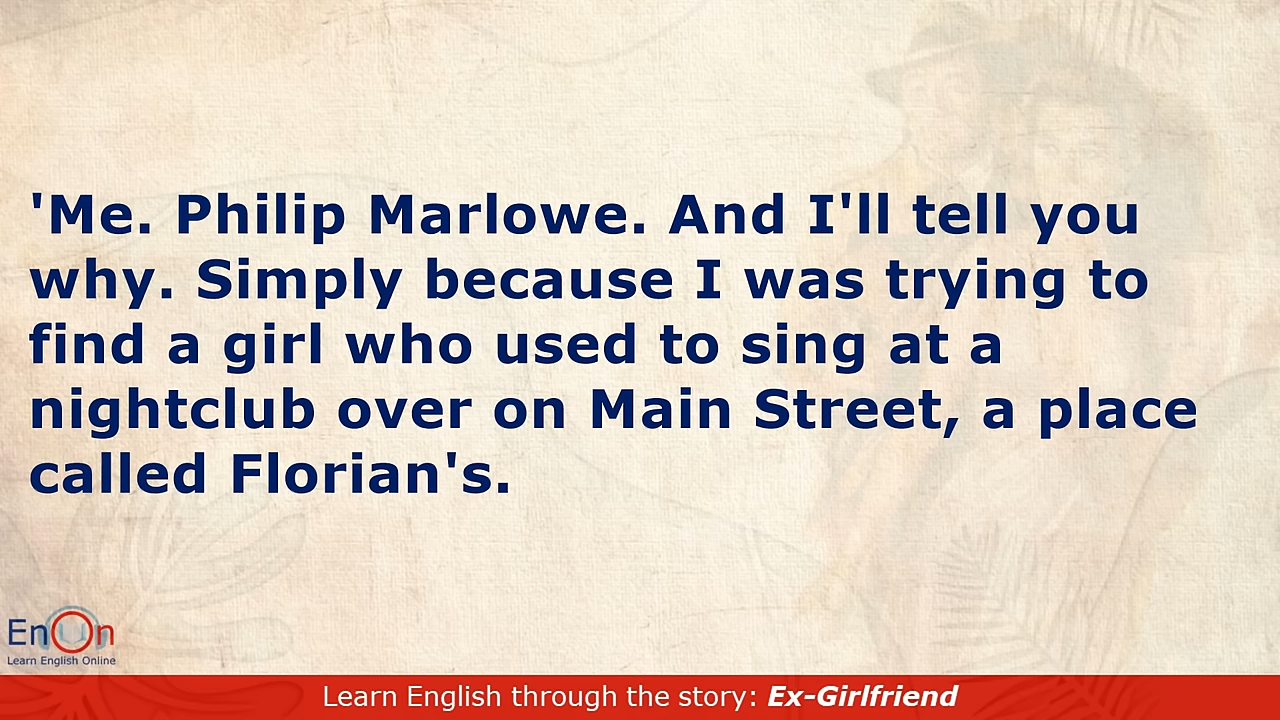 'Me. Philip Marlowe. And I'll tell you
why. Simply because I was trying to
find a girl who used to sing at a
nightclub over on Main Street, a place
called Florian's.
EnOn
Learn English Online
Learn English through the story: Ex-Girlfriend